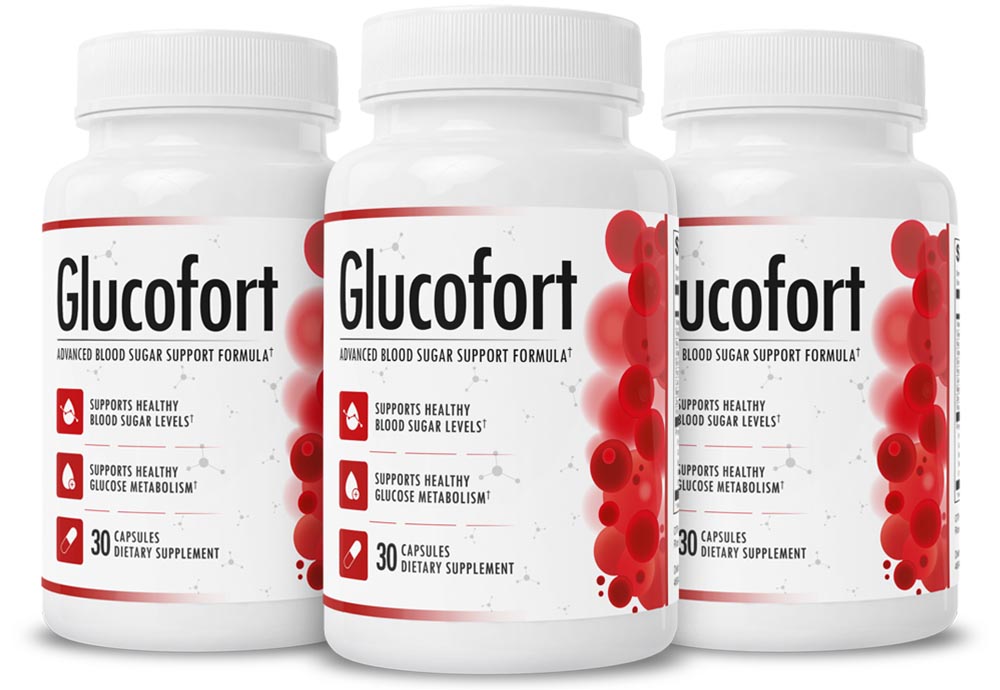 Glucofort
ADVANCED BLOOD SUGAR SUPPORT FORMULA†
SUPPORTS HEALTHY
BLOOD SUGAR LEVELS†
SUPPORTS HEALTHY
GLUCOSE METABOLISM†
30 CAPSULES
DIETARY SUPPLEMENT
Glucofort
ADVANCED BLOOD SUGAR SUPPORT FORMULA†
SUPPORTS HEALTHY
BLOOD SUGAR LEVELS†
SUPPORTS HEALTHY
GLUCOSE METABOLISM†
30 CAPSULES
DIETARY SUPPLEMENT
ucofort
BLOOD SUGAR SUPPORT FORMULA†
SUPPORTS HEALTHY
BLOOD SUGAR LEVELS†
SUPPORTS HEALTHY
GLUCOSE METABOLISM†
30 CAPSULES
DIETARY SUPPLEMENT